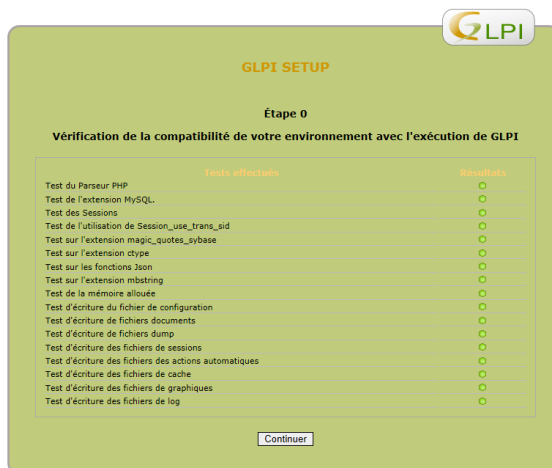 GLPI
GLPI SETUP
Étape 0
Vérification de la compatibilité de votre environnement avec l'exécution de GLPI
Tests effectués Résultats
Test du Parseur PHP
Test de l'extension MySQL.
Test des Sessions
Test de l'utilisation de Session_use_trans_sid
Test sur l'extension magic_quotes_sybase
Test sur l'extension ctype
Test sur les fonctions Json
Test sur l'extension mbstring
Test de la mémoire allouée
Test d'écriture du fichier de configuration
Test d'écriture de fichiers documents
Test d'écriture de fichiers dump
Test d'écriture des fichiers de sessions
Test d'écriture des fichiers des actions automatiques
Test d'écriture des fichiers de cache
Test d'écriture des fichiers de graphiques
Test d'écriture des fichiers de log
Continuer